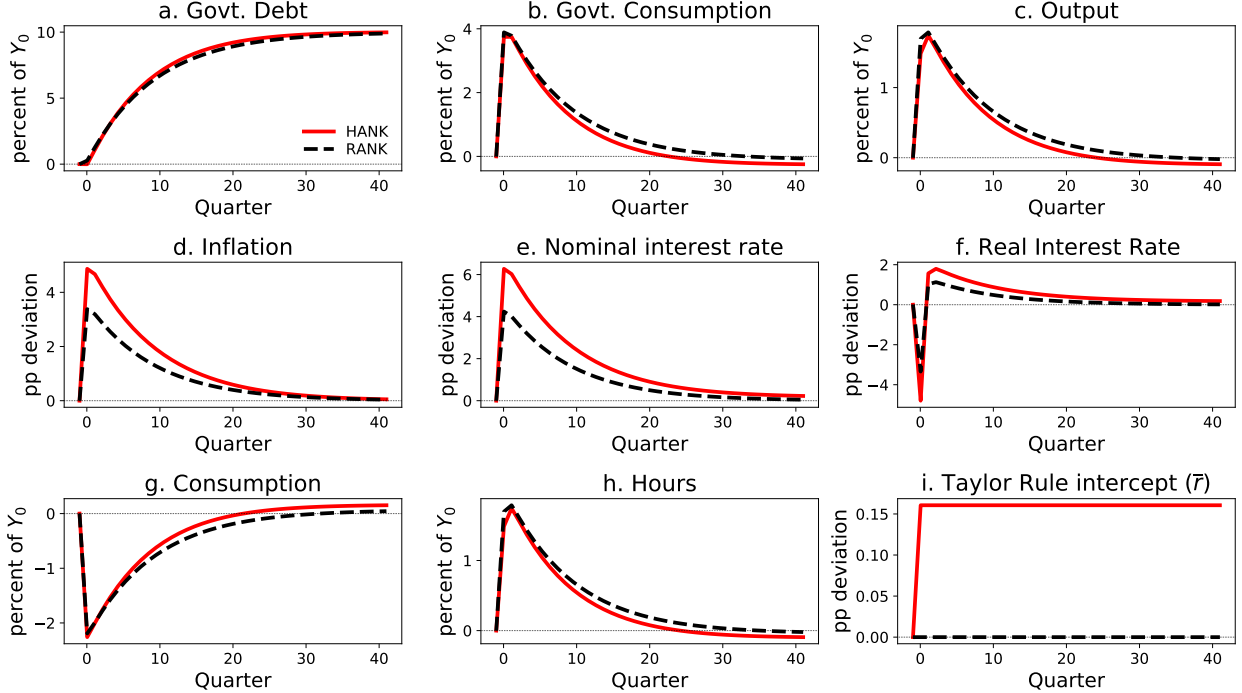 a. Govt. Debt
percent of Y0
10
5
0
HANK
RANK
0 10 20 30 40
Quarter
b. Govt. Consumption
percent of Y0
4
2
0
0 10 20 30 40
Quarter
c. Output
percent of Y0
1
0
0 10 20 30 40
Quarter
d. Inflation
pp deviation
4
2
0
0 10 20 30 40
Quarter
e. Nominal interest rate
pp deviation
6
4
2
0
0 10 20 30 40
Quarter
f. Real Interest Rate
pp deviation
2
0
−2
−4
0 10 20 30 40
Quarter
g. Consumption
percent of Y0
0
−1
−2
0 10 20 30 40
Quarter
h. Hours
percent of Y0
1
0
0 10 20 30 40
Quarter
i. Taylor Rule intercept (r̄)
pp deviation
0.15
0.10
0.05
0.00
0 10 20 30 40
Quarter